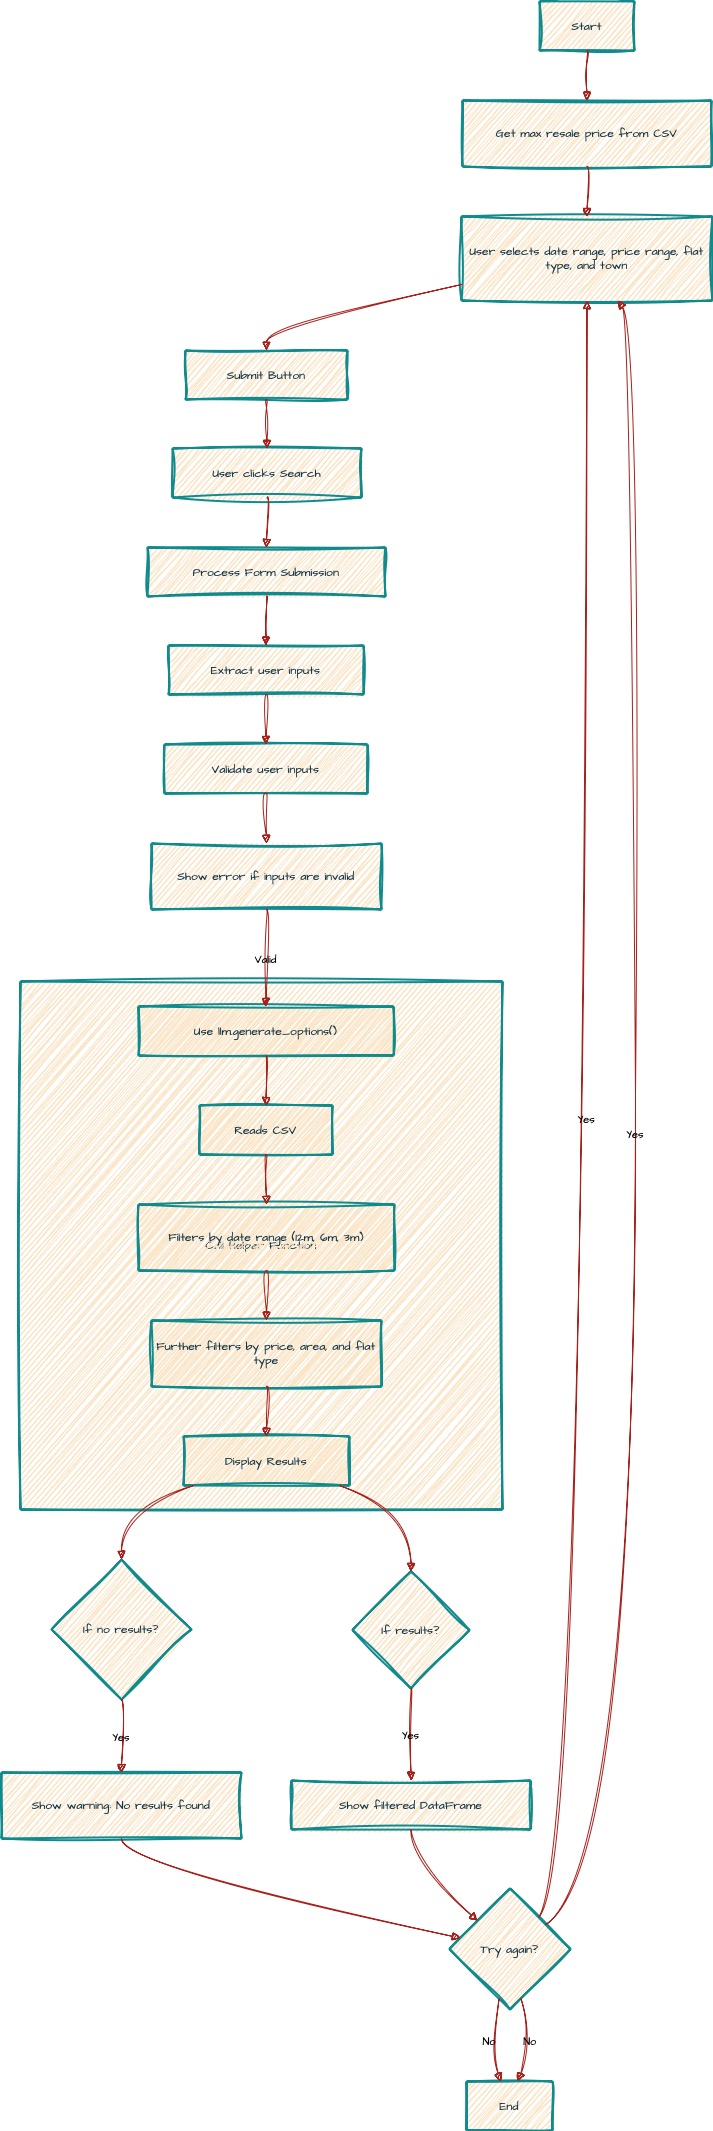 Start
Get max resale price from CSV
User selects date range, price range, flat
type, and town
Submit Button
User clicks Search
Process Form Submission
Extract user inputs
Validate user inputs
Show error if inputs are invalid
Valid
Use llm.generate_options()
Reads CSV
Filters by date range (12m, 6m, 3m)
Call Helper Function
Further filters by price, area, and flat
type
Display Results
Yes
Yes
If no results?
If results?
Yes
Yes
Show warning: No results found
Show filtered DataFrame
Try again?
No
No
End